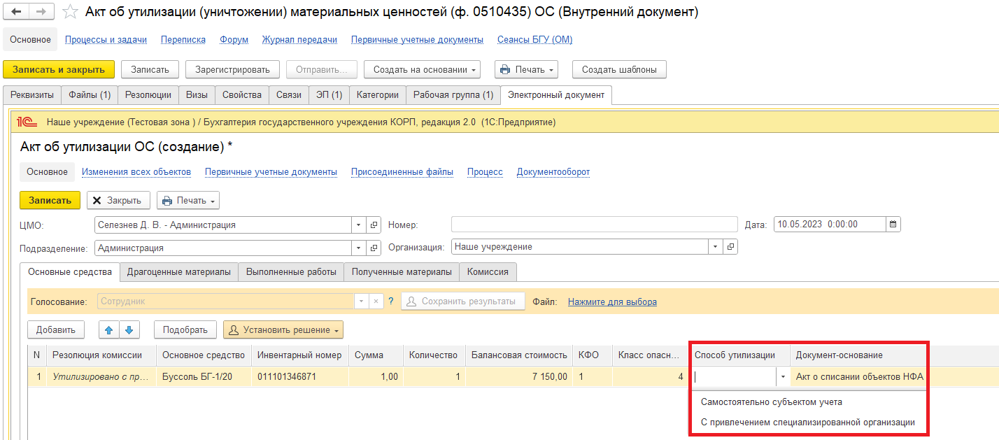 Акт об утилизации (уничтожении) материальных ценностей (ф. 0510435) ОС (Внутренний документ)
Основное Процессы и задачи Переписка Форум Журнал передачи Первичные учетные документы Сеансы БГУ (ОМ)
Записать и закрыть Записать Зарегистрировать Отправить... Создать на основании Печать Создать шаблоны
Реквизиты Файлы (1) Резолюции Визы Свойства Связи ЭП (1) Категории Рабочая группа (1) Электронный документ
1С Наше учреждение (Тестовая зона ) / Бухгалтерия государственного учреждения КОРП, редакция 2.0 (1С:Предприятие)
Акт об утилизации ОС (создание) *
Основное Изменения всех объектов Первичные учетные документы Присоединенные файлы Процесс Документооборот
Записать Закрыть Печать
ЦМО: Селезнев Д. В. - Администрация Номер: Дата: 10.05.2023 0:00:00
Подразделение: Администрация Организация: Наше учреждение
Основные средства Драгоценные материалы Выполненные работы Полученные материалы Комиссия
Голосование: Сотрудник ? Сохранить результаты Файл: Нажмите для выбора
Добавить Подобрать Установить решение
N Резолюция комиссии Основное средство Инвентарный номер Сумма Количество Балансовая стоимость КФО Класс опасн... Способ утилизации Документ-основание
1 Утилизировано с пр... Буссоль БГ-1/20 011101346871 1,00 1 7 150,00 1 4 Акт о списании объектов НФА
Самостоятельно субъектом учета
С привлечением специализированной организации